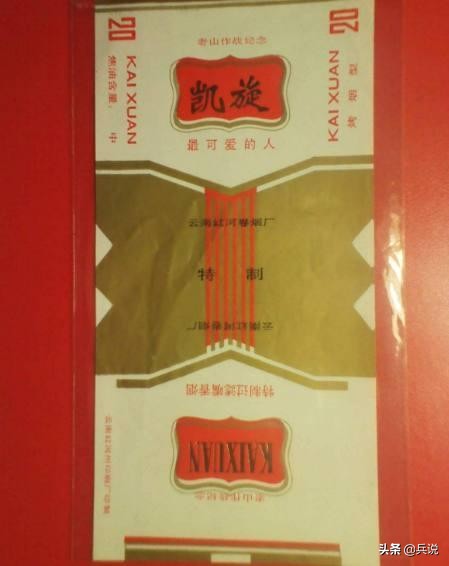 老山作战纪念
凯旋
最可爱的人
20
KAI XUAN
焦油含量：中
20
KAI XUAN
烤烟型
云南红河卷烟厂
特制
云南红河卷烟厂
特制过滤嘴香烟
KAIXUAN
老山作战纪念
头条 @兵说